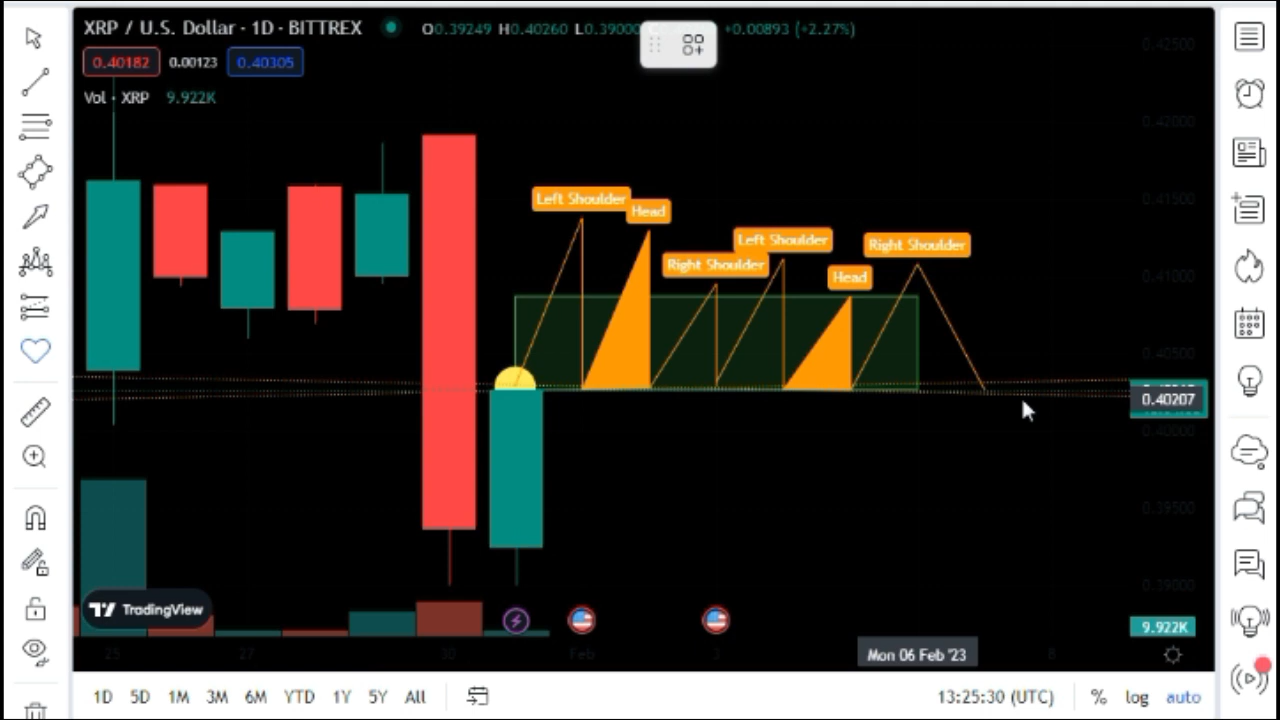 XRP / U.S. Dollar · 1D · BITTREX
O0.39249 H0.40260 L0.39000 +0.00893 (+2.27%)
0.40182 0.00123 0.40305
Vol · XRP 9.922K
0.42500
0.42000
Left Shoulder
Head
0.41500
Left Shoulder
Right Shoulder
Right Shoulder
Head
0.41000
0.40500
0.40207
0.40000
0.39500
0.39000
TradingView
9.922K
25 27 30 Feb 3 Mon 06 Feb '23 8
1D 5D 1M 3M 6M YTD 1Y 5Y All
13:25:30 (UTC) % log auto